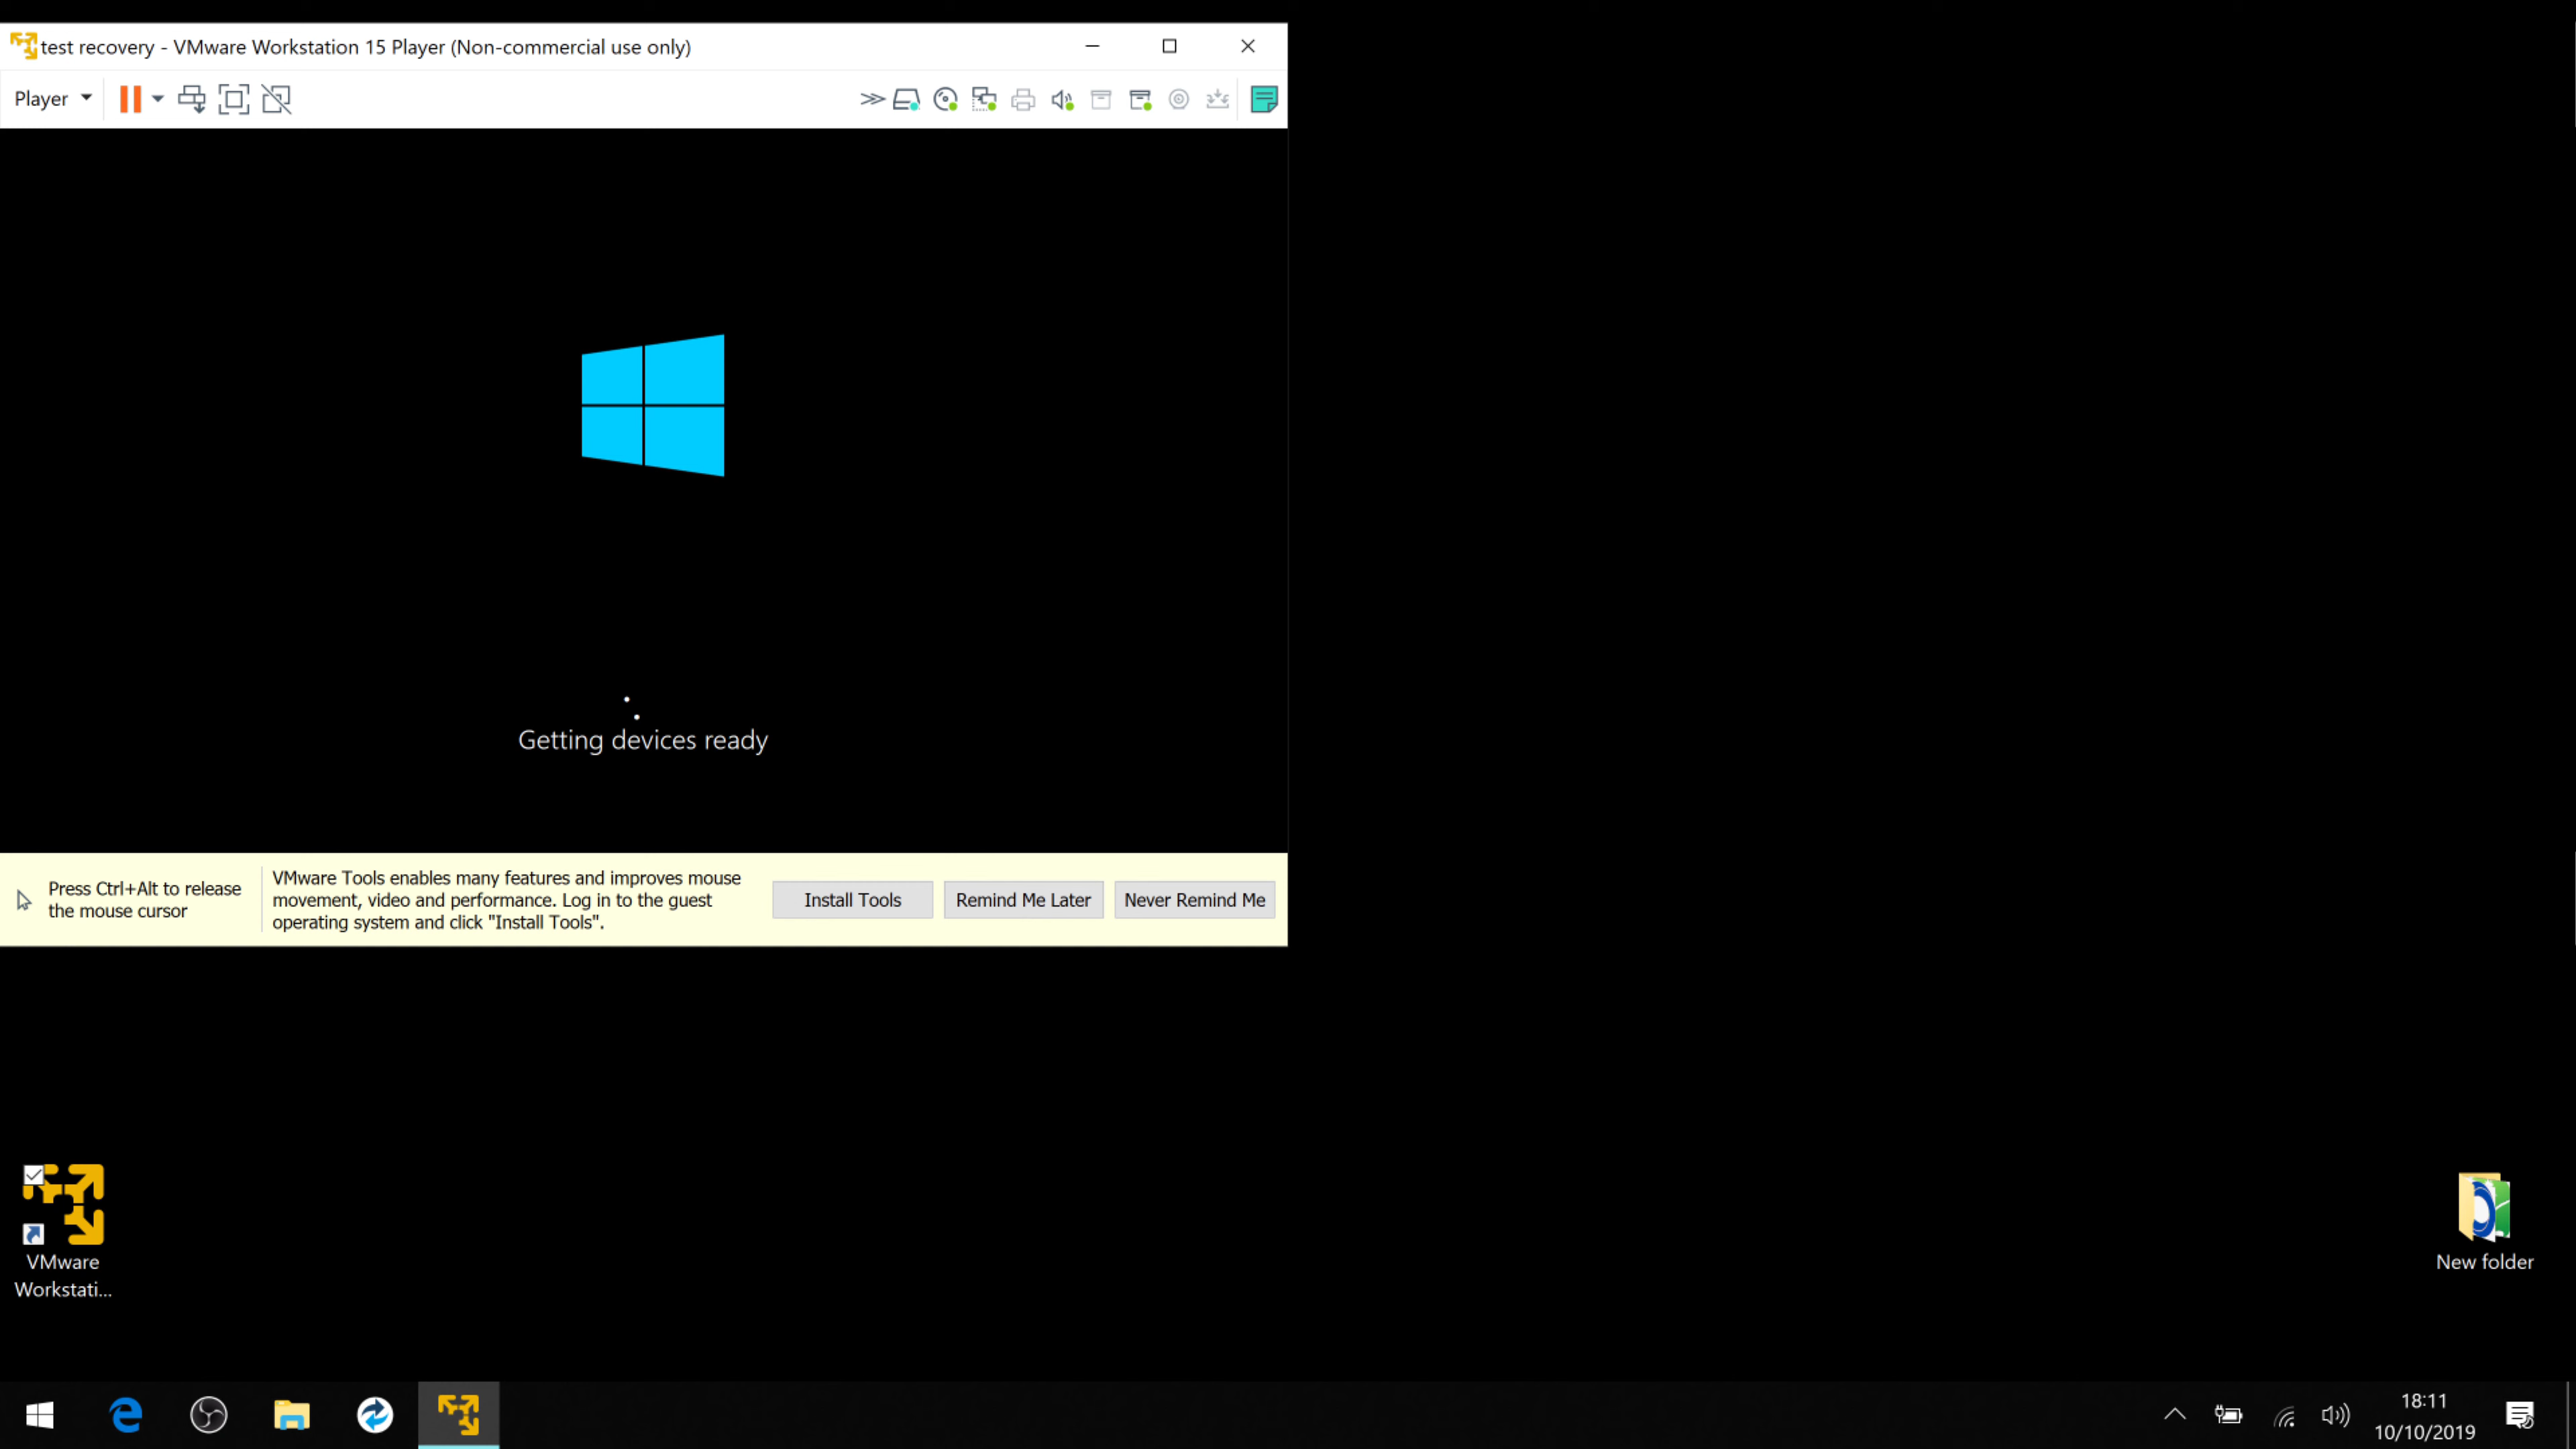 test recovery - VMware Workstation 15 Player (Non-commercial use only)
Player
Getting devices ready
Press Ctrl+Alt to release
the mouse cursor
VMware Tools enables many features and improves mouse
movement, video and performance. Log in to the guest
operating system and click "Install Tools".
Install Tools
Remind Me Later
Never Remind Me
VMware
Workstati...
New folder
18:11
10/10/2019